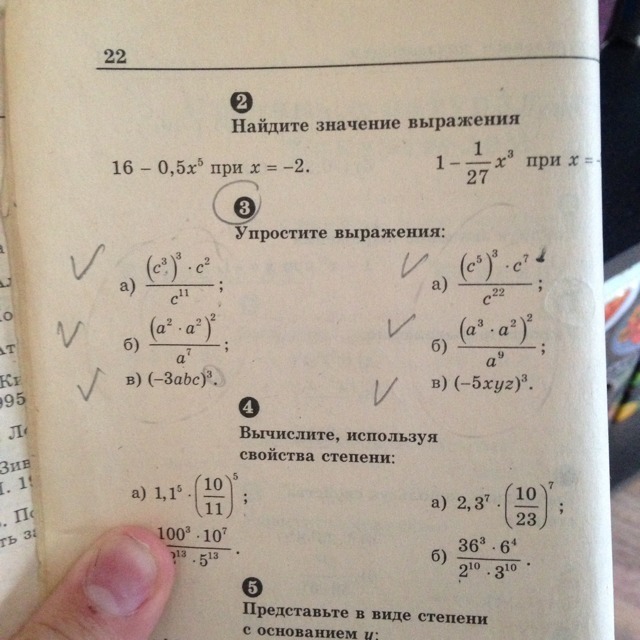 22
2
Найдите значение выражения
16 – 0,5x⁵ при x = –2.
1 – 1/27 x³ при x = –
3
Упростите выражения:
а) (c³)³ · c² / c¹¹ ;
а) (c⁵)³ · c⁷ / c²² ;
б) (a² · a²)² / a⁷ ;
б) (a³ · a²)² / a⁹ ;
в) (–3abc)³.
в) (–5xyz)³.
4
Вычислите, используя
свойства степени:
а) 1,1⁵ · (10/11)⁵ ;
а) 2,3⁷ · (10/23)⁷ ;
100³ · 10⁷ / 2¹³ · 5¹³ .
б) 36³ · 6⁴ / 2¹⁰ · 3¹⁰ .
5
Представьте в виде степени
с основанием y: